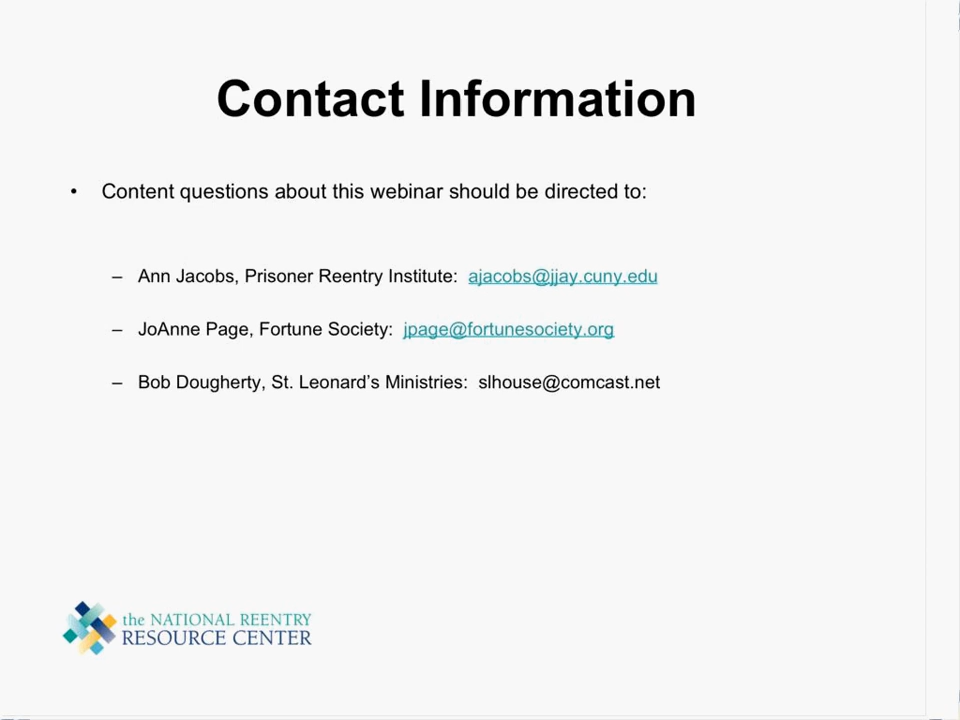 Contact Information
• Content questions about this webinar should be directed to:
– Ann Jacobs, Prisoner Reentry Institute: ajacobs@jjay.cuny.edu
– JoAnne Page, Fortune Society: jpage@fortunesociety.org
– Bob Dougherty, St. Leonard’s Ministries: slhouse@comcast.net
the NATIONAL REENTRY
RESOURCE CENTER